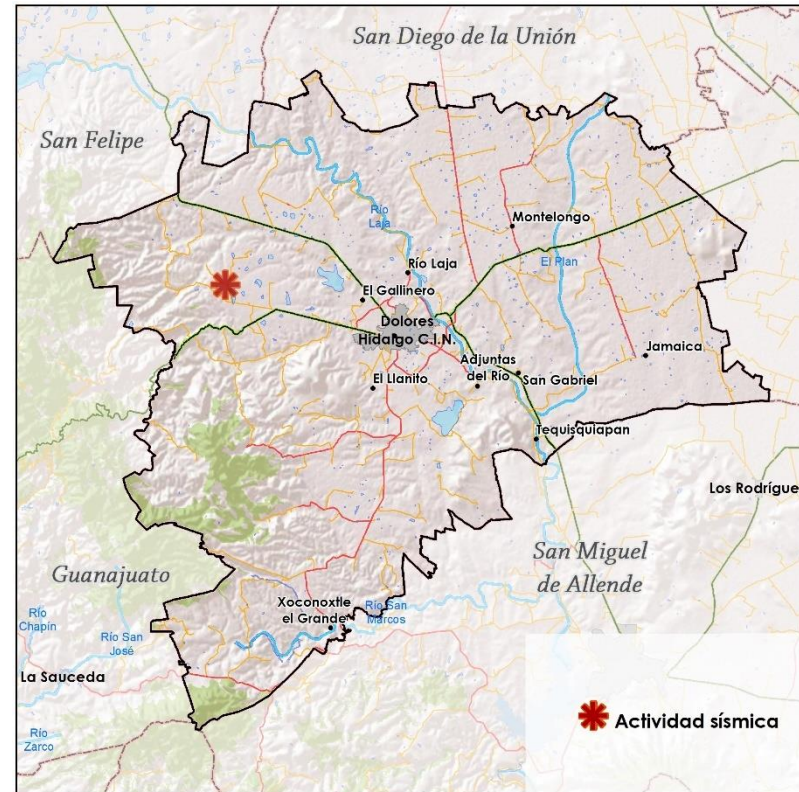 San Diego de la Unión
San Felipe
Río
Laja
Montelongo
El Plan
Río Laja
El Gallinero
Dolores
Hidalgo C.I.N.
Adjuntas
del Río
San Gabriel
Jamaica
El Llanito
Tequisquiapan
Los Rodrígue
San Miguel
de Allende
Guanajuato
Xoconoxtle
el Grande
Río San
Marcos
Río
Chapín
Río San
José
La Sauceda
Río
Zarco
Actividad sísmica